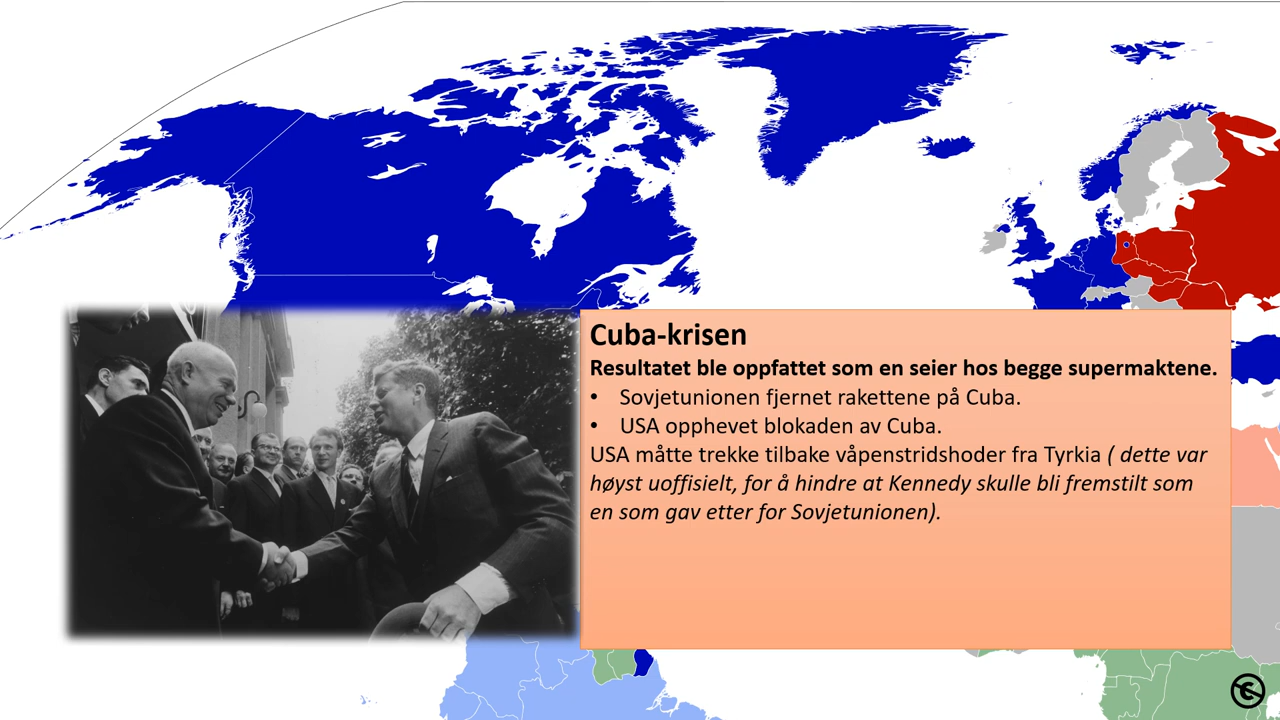 Cuba-krisen
Resultatet ble oppfattet som en seier hos begge supermaktene.
• Sovjetunionen fjernet rakettene på Cuba.
• USA opphevet blokaden av Cuba.
USA måtte trekke tilbake våpenstridshoder fra Tyrkia ( dette var
høyst uoffisielt, for å hindre at Kennedy skulle bli fremstilt som
en som gav etter for Sovjetunionen).